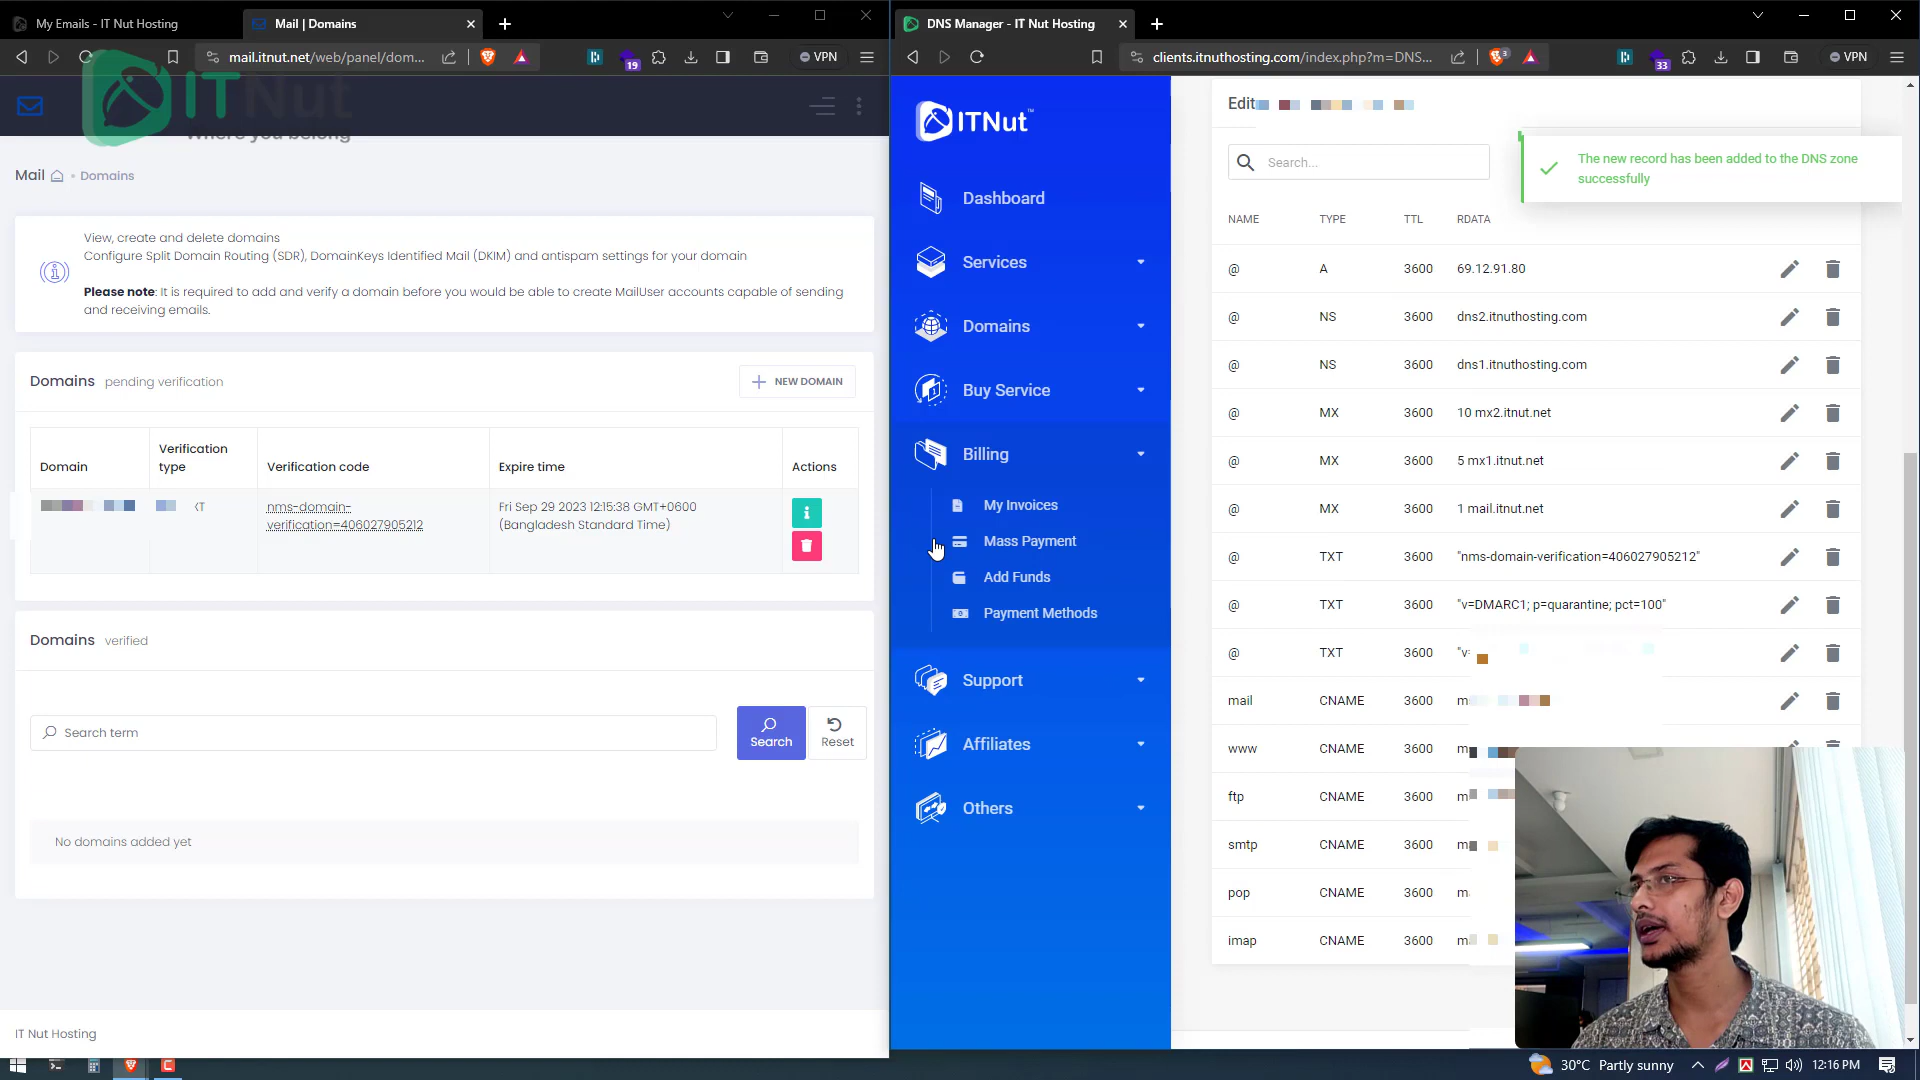 My Emails - IT Nut Hosting
Mail | Domains
mail.itnut.net/web/panel/dom...
19
VPN
ITNut
Where you belong
Mail
Domains
View, create and delete domains
Configure Split Domain Routing (SDR), DomainKeys Identified Mail (DKIM) and antispam settings for your domain
Please note: It is required to add and verify a domain before you would be able to create MailUser accounts capable of sending
and receiving emails.
Domains pending verification
NEW DOMAIN
Domain
Verification
type
Verification code
Expire time
Actions
nms-domain-
verification=406027905212
Fri Sep 29 2023 12:15:38 GMT+0600
(Bangladesh Standard Time)
Domains verified
Search term
Search
Reset
No domains added yet
IT Nut Hosting
DNS Manager - IT Nut Hosting
clients.itnuthosting.com/index.php?m=DNS...
3
33
VPN
ITNut™
Dashboard
Services
Domains
Buy Service
Billing
My Invoices
Mass Payment
Add Funds
Payment Methods
Support
Affiliates
Others
Edit
Search...
The new record has been added to the DNS zone
successfully
NAME TYPE TTL RDATA
@ A 3600 69.12.91.80
@ NS 3600 dns2.itnuthosting.com
@ NS 3600 dns1.itnuthosting.com
@ MX 3600 10 mx2.itnut.net
@ MX 3600 5 mx1.itnut.net
@ MX 3600 1 mail.itnut.net
@ TXT 3600 "nms-domain-verification=406027905212"
@ TXT 3600 "v=DMARC1; p=quarantine; pct=100"
@ TXT 3600 "v
mail CNAME 3600 m
www CNAME 3600 m
ftp CNAME 3600 m
smtp CNAME 3600 m
pop CNAME 3600 m
imap CNAME 3600 m
30°C Partly sunny
12:16 PM